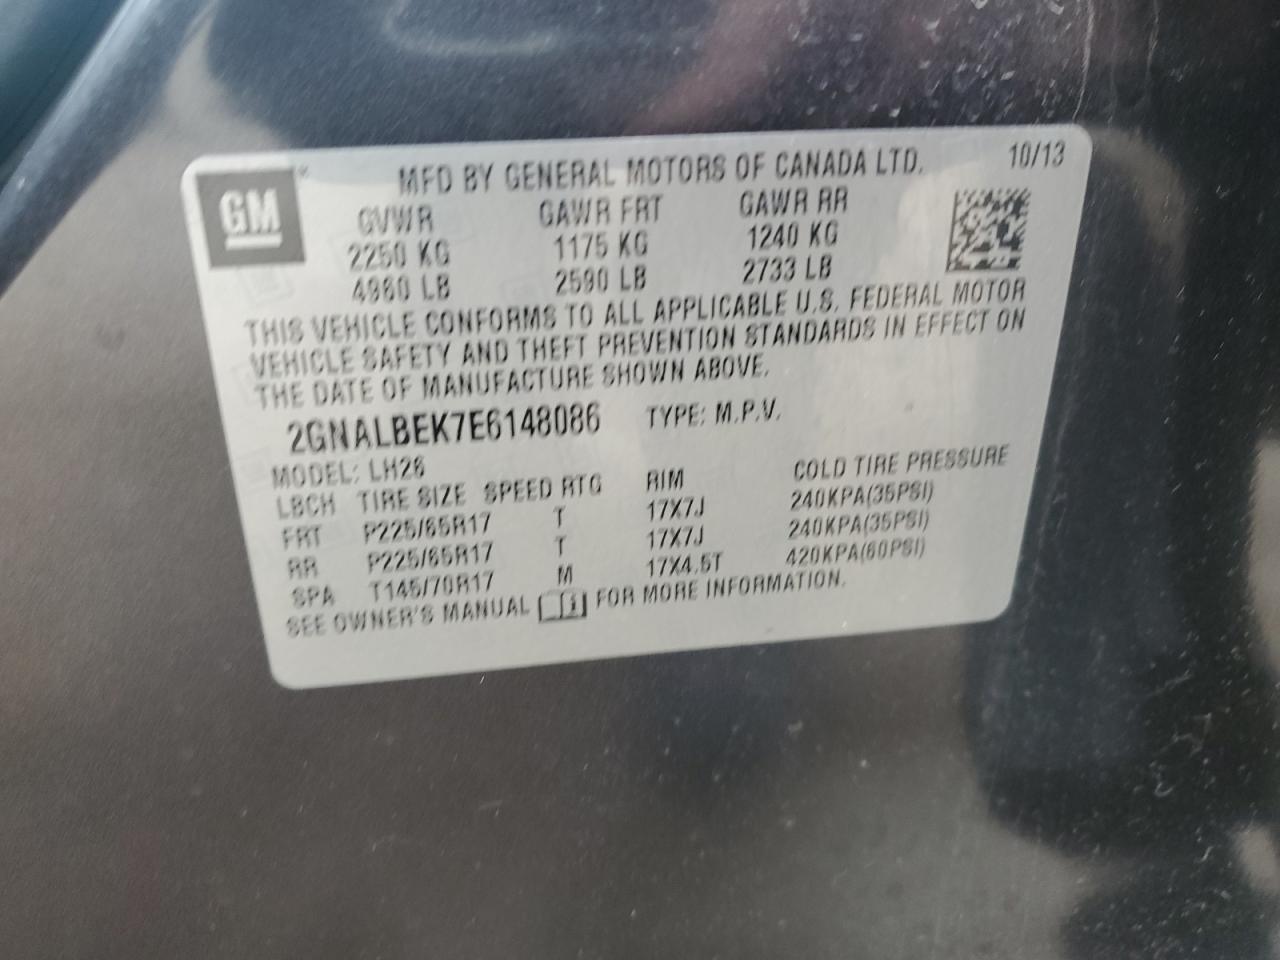 GM
MFD BY GENERAL MOTORS OF CANADA LTD. 10/13
GVWR GAWR FRT GAWR RR
2250 KG 1175 KG 1240 KG
4960 LB 2590 LB 2733 LB
THIS VEHICLE CONFORMS TO ALL APPLICABLE U.S. FEDERAL MOTOR
VEHICLE SAFETY AND THEFT PREVENTION STANDARDS IN EFFECT ON
THE DATE OF MANUFACTURE SHOWN ABOVE.
2GNALBEK7E6148086 TYPE: M.P.V.
MODEL: LH26
LBCH TIRE SIZE SPEED RTG RIM COLD TIRE PRESSURE
FRT P225/65R17 T 17X7J 240KPA(35PSI)
RR P225/65R17 T 17X7J 240KPA(35PSI)
SPA T145/70R17 M 17X4.5T 420KPA(60PSI)
SEE OWNER'S MANUAL FOR MORE INFORMATION.